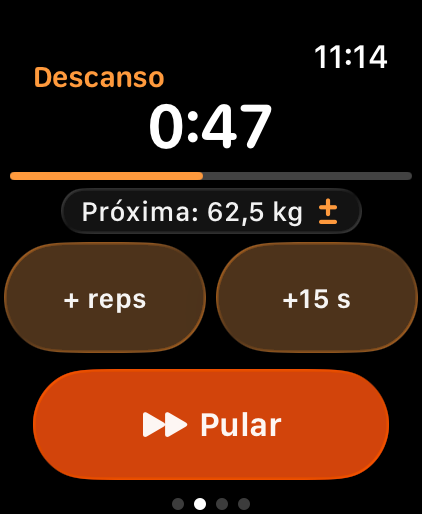 11:14
Descanso
0:47
Próxima: 62,5 kg ±
+ reps
+15 s
Pular